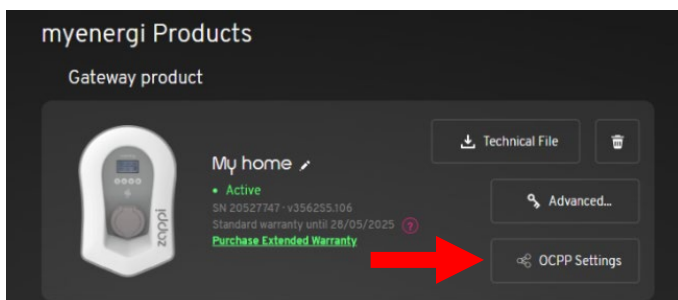 myenergi Products
Gateway product
Technical File
My home
Active
SN 20527747 - v3562S5.106
Standard warranty until 28/05/2025 ?
Purchase Extended Warranty
Advanced...
OCPP Settings
zappi